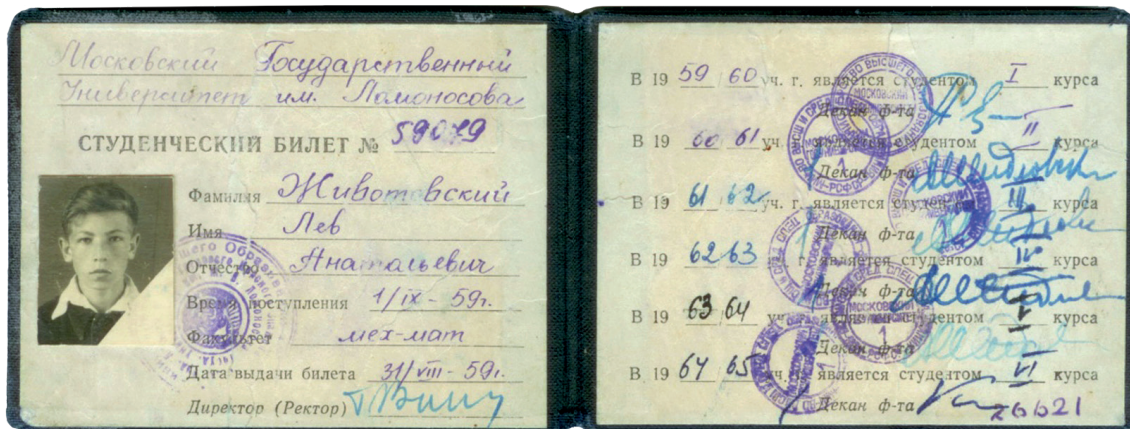 Московский Государственный
Университет им. Ломоносова
СТУДЕНЧЕСКИЙ БИЛЕТ № 59079
Фамилия Животовский
Имя Лев
Отчество Анатольевич
Время поступления 1/IX - 59г.
Факультет мех-мат
Дата выдачи билета 31/VIII - 59г.
Директор (Ректор)
В 19 59 60 уч. г. является студентом I курса
Декан ф-та
В 19 60 61 уч. г. является студентом II курса
Декан ф-та
В 19 61 62 уч. г. является студентом III курса
Декан ф-та
В 19 62 63 г. является студентом IV курса
Декан ф-та
В 19 63 64 уч. г. является студентом V курса
Декан ф-та
В 19 64 65 уч. г. является студентом VI курса
Декан ф-та
26621